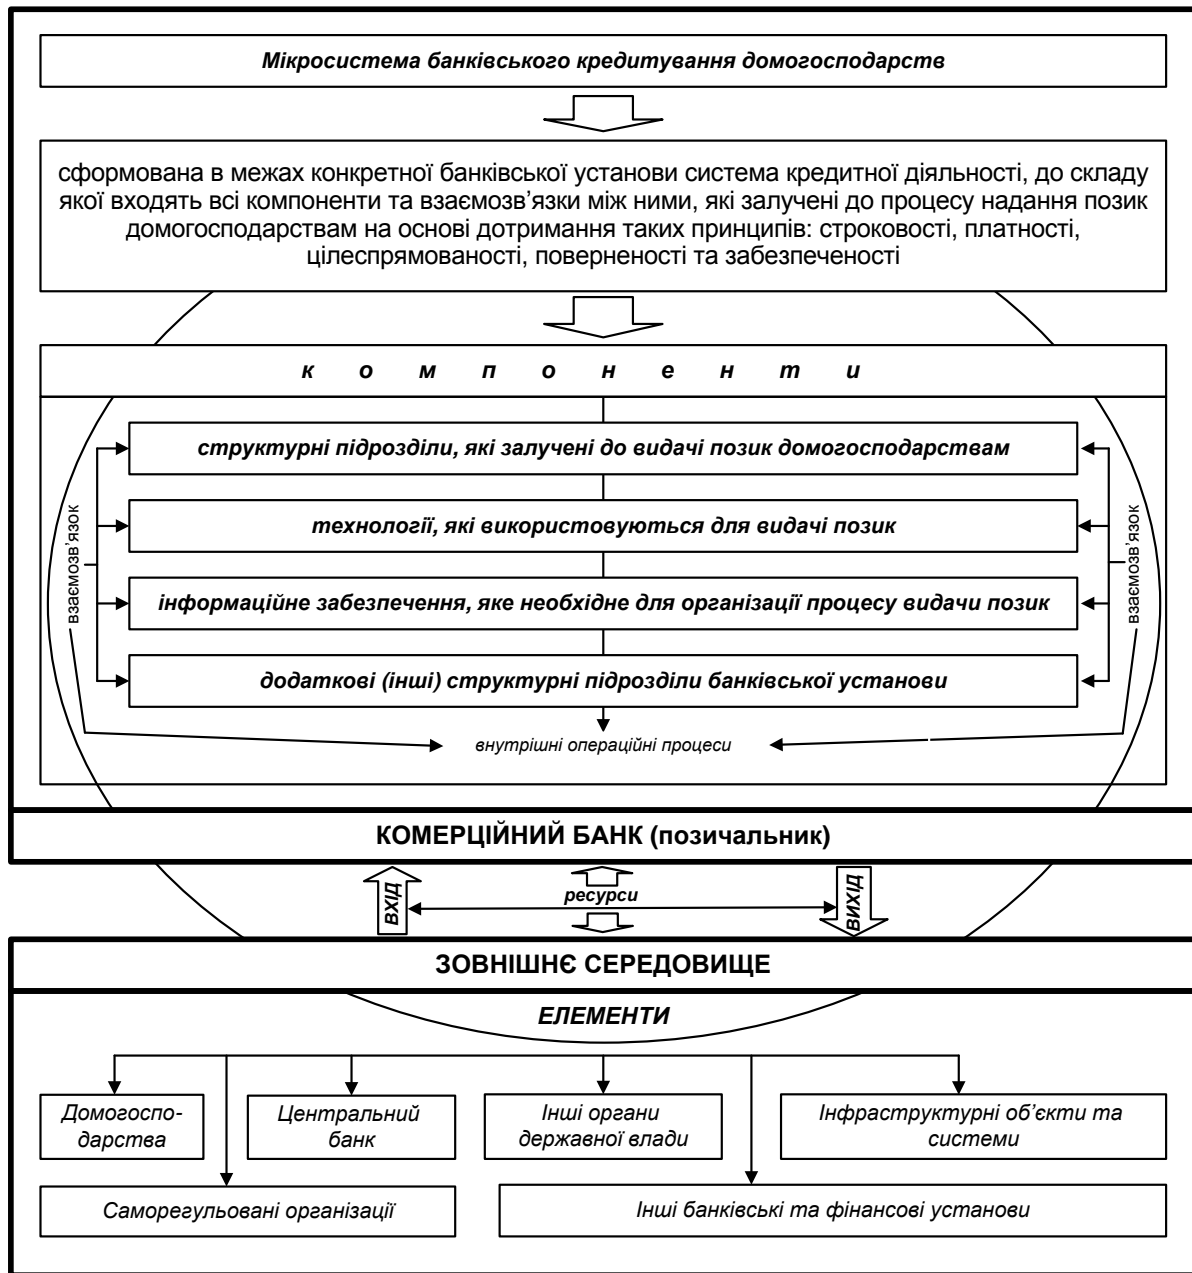 Мікросистема банківського кредитування домогосподарств
сформована в межах конкретної банківської установи система кредитної діяльності, до складу
якої входять всі компоненти та взаємозв'язки між ними, які залучені до процесу надання позик
домогосподарствам на основі дотримання таких принципів: строковості, платності,
цілеспрямованості, поверненості та забезпеченості
к о м п о н е н т и
структурні підрозділи, які залучені до видачі позик домогосподарствам
технології, які використовуються для видачі позик
взаємозв'язок
взаємозв'язок
інформаційне забезпечення, яке необхідне для організації процесу видачи позик
додаткові (інші) структурні підрозділи банківської установи
внутрішні операційні процеси
КОМЕРЦІЙНИЙ БАНК (позичальник)
ВХІД
ресурси
ВИХІД
ЗОВНІШНЄ СЕРЕДОВИЩЕ
ЕЛЕМЕНТИ
Домогоспо-
дарства
Центральний
банк
Інші органи
державної влади
Інфраструктурні об'єкти та
системи
Саморегульовані організації
Інші банківські та фінансові установи